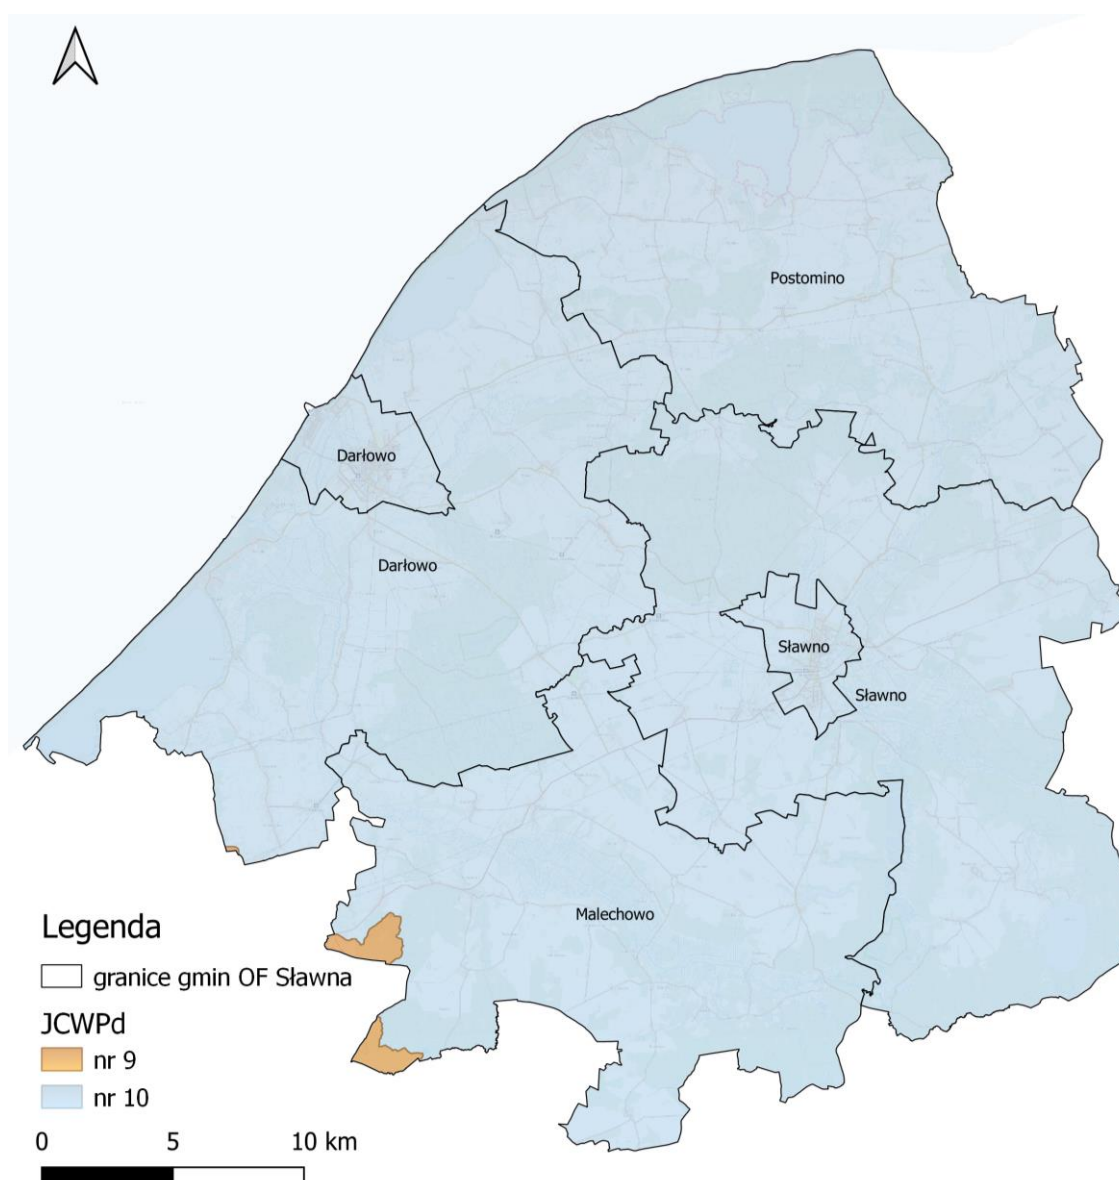 Postomino
Darłowo
Darłowo
Sławno
Sławno
Malechowo
Legenda
granice gmin OF Sławna
JCWPd
nr 9
nr 10
0 5 10 km